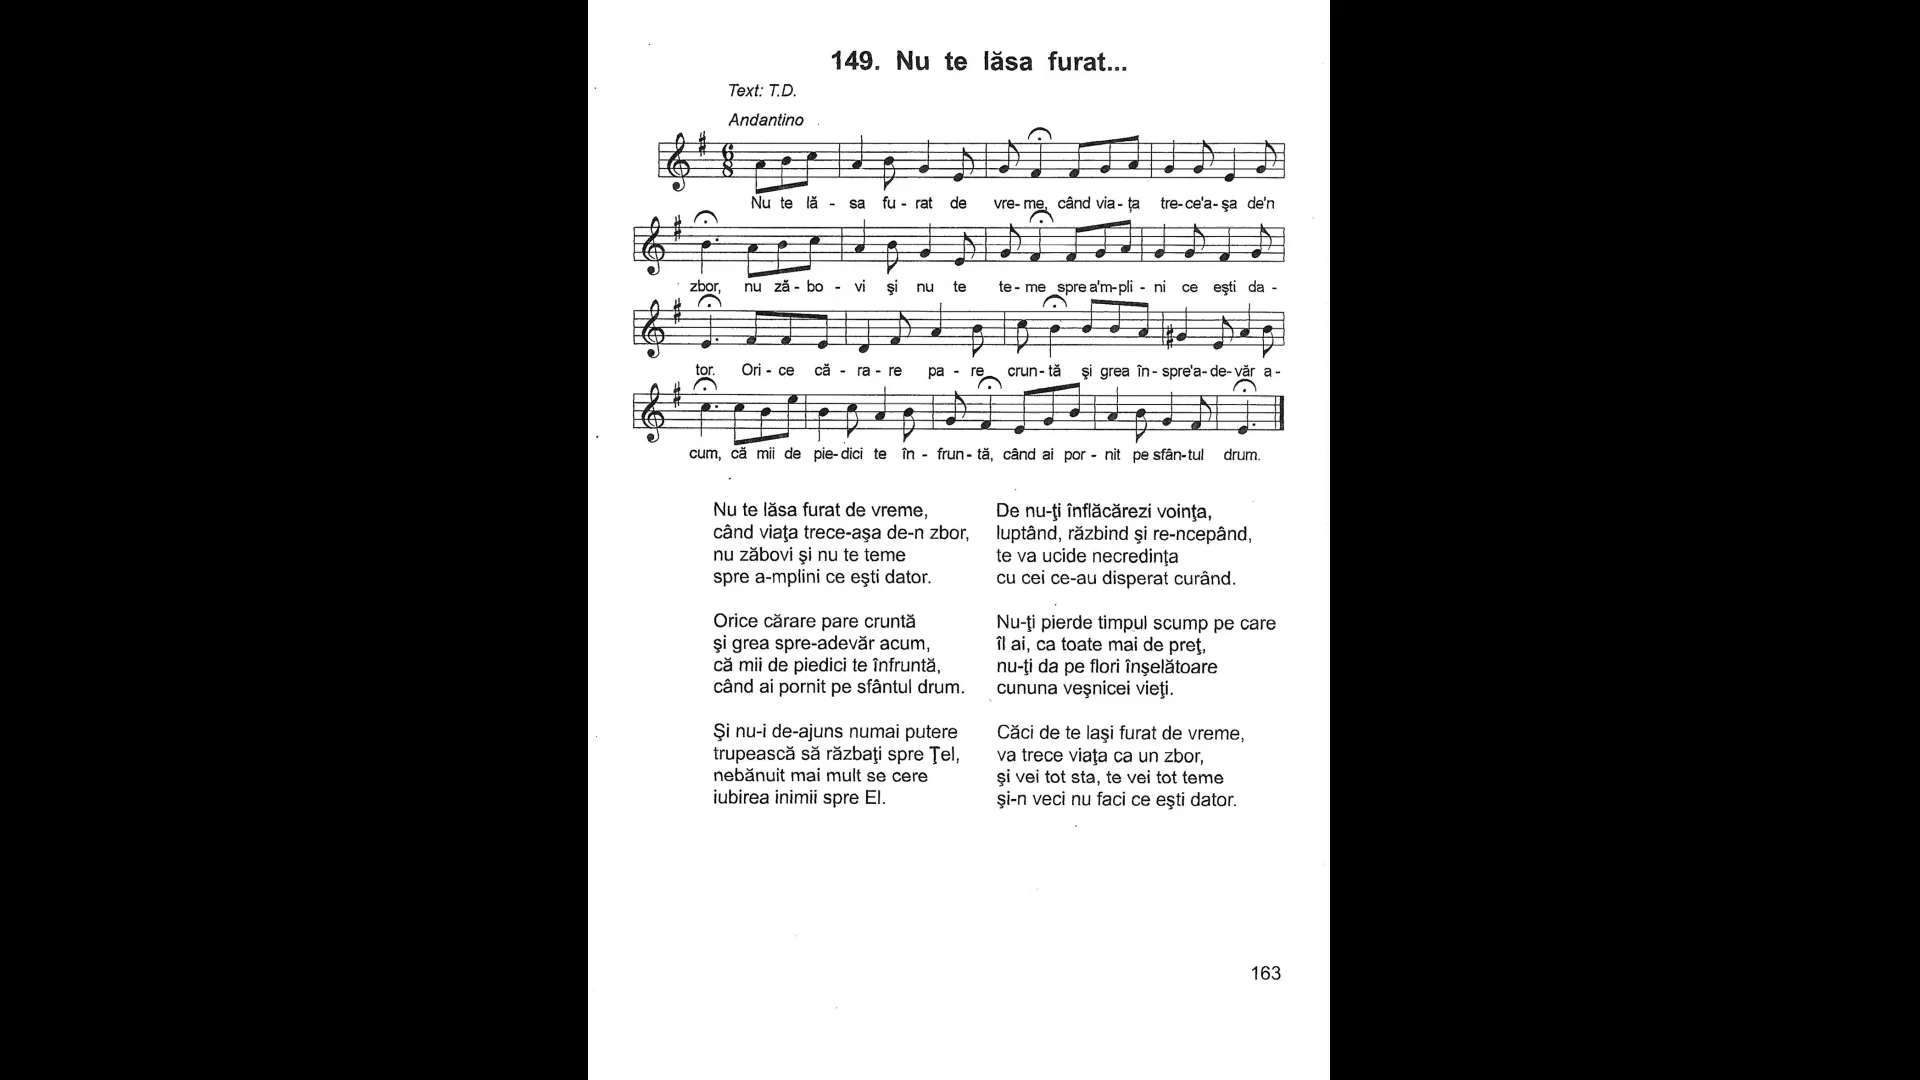 149. Nu te lăsa furat...
Text: T.D.
Andantino
Nu te lă - sa fu - rat de vre - me, când via - ţa tre - ce'a - şa de'n
zbor, nu ză - bo - vi şi nu te te - me spre a'm - pli - ni ce eşti da -
tor. Ori - ce că - ra - re pa - re crun - tă şi grea în - spre'a - de - văr a -
cum, că mii de pie - dici te în - frun - tă, când ai por - nit pe sfân - tul drum.
Nu te lăsa furat de vreme,
când viaţa trece-aşa de-n zbor,
nu zăbovi şi nu te teme
spre a-mplini ce eşti dator.
Orice cărare pare cruntă
şi grea spre-adevăr acum,
că mii de piedici te înfruntă,
când ai pornit pe sfântul drum.
Şi nu-i de-ajuns numai putere
trupească să răzbaţi spre Ţel,
nebănuit mai mult se cere
iubirea inimii spre El.
De nu-ţi înflăcărezi voinţa,
luptând, răzbind şi re-ncepând,
te va ucide necredinţa
cu cei ce-au disperat curând.
Nu-ţi pierde timpul scump pe care
îl ai, ca toate mai de preţ,
nu-ţi da pe flori înşelătoare
cununa veşnicei vieţi.
Căci de te laşi furat de vreme,
va trece viaţa ca un zbor,
şi vei tot sta, te vei tot teme
şi-n veci nu faci ce eşti dator.
163